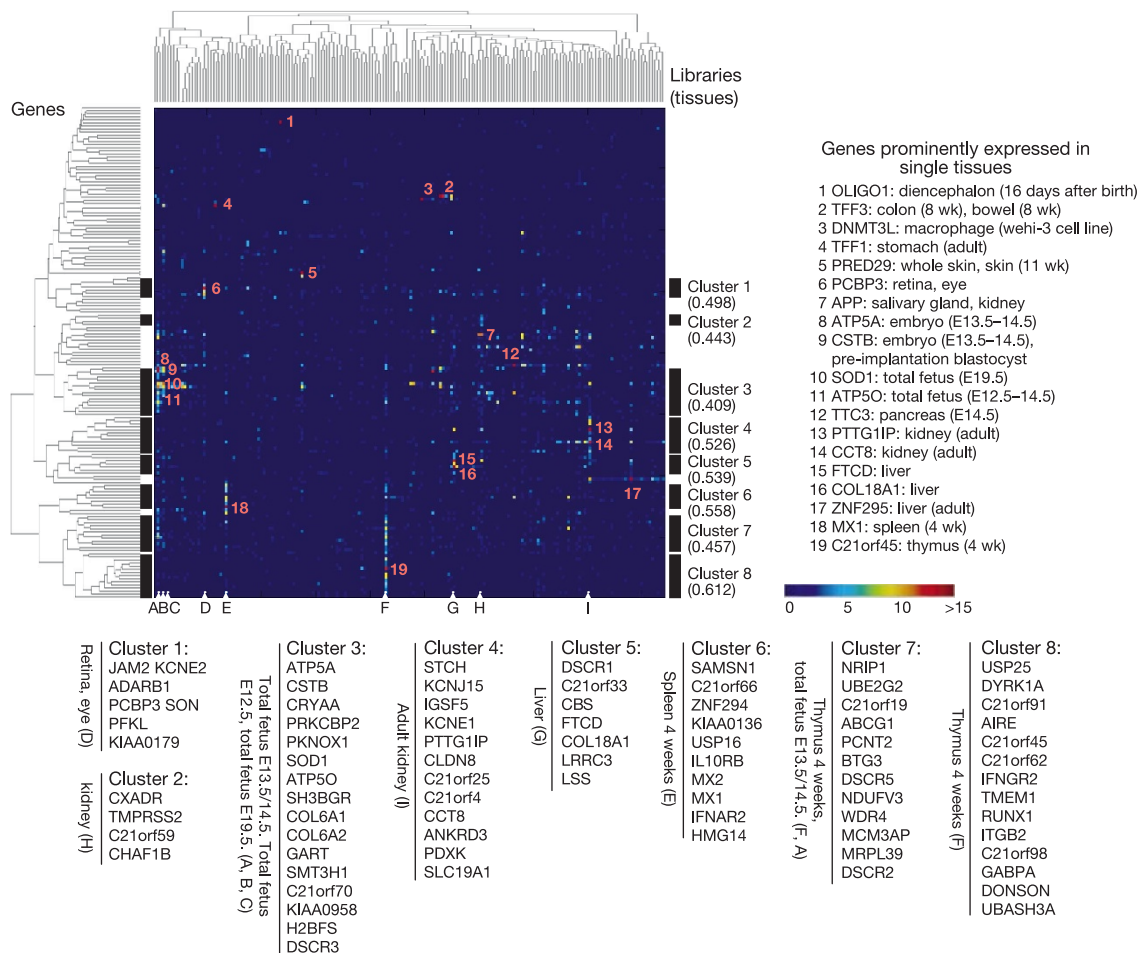 Libraries
(tissues)
Genes
1
2
3
4
5
6
7
8
9
10
11
12
13
14
15
16
17
18
19
Cluster 1
(0.498)
Cluster 2
(0.443)
Cluster 3
(0.409)
Cluster 4
(0.526)
Cluster 5
(0.539)
Cluster 6
(0.558)
Cluster 7
(0.457)
Cluster 8
(0.612)
A B C D E F G H I
Genes prominently expressed in
single tissues
1 OLIGO1: diencephalon (16 days after birth)
2 TFF3: colon (8 wk), bowel (8 wk)
3 DNMT3L: macrophage (wehi-3 cell line)
4 TFF1: stomach (adult)
5 PRED29: whole skin, skin (11 wk)
6 PCBP3: retina, eye
7 APP: salivary gland, kidney
8 ATP5A: embryo (E13.5–14.5)
9 CSTB: embryo (E13.5–14.5),
pre-implantation blastocyst
10 SOD1: total fetus (E19.5)
11 ATP5O: total fetus (E12.5–14.5)
12 TTC3: pancreas (E14.5)
13 PTTG1IP: kidney (adult)
14 CCT8: kidney (adult)
15 FTCD: liver
16 COL18A1: liver
17 ZNF295: liver (adult)
18 MX1: spleen (4 wk)
19 C21orf45: thymus (4 wk)
0 5 10 >15
Retina, eye (D)
Cluster 1:
JAM2 KCNE2
ADARB1
PCBP3 SON
PFKL
KIAA0179
kidney (H)
Cluster 2:
CXADR
TMPRSS2
C21orf59
CHAF1B
Total fetus E13.5/14.5. Total fetus
E12.5, total fetus E19.5. (A, B, C)
Cluster 3:
ATP5A
CSTB
CRYAA
PRKCBP2
PKNOX1
SOD1
ATP5O
SH3BGR
COL6A1
COL6A2
GART
SMT3H1
C21orf70
KIAA0958
H2BFS
DSCR3
Adult kidney (I)
Cluster 4:
STCH
KCNJ15
IGSF5
KCNE1
PTTG1IP
CLDN8
C21orf25
C21orf4
CCT8
ANKRD3
PDXK
SLC19A1
Liver (G)
Cluster 5:
DSCR1
C21orf33
CBS
FTCD
COL18A1
LRRC3
LSS
Spleen 4 weeks (E)
Cluster 6:
SAMSN1
C21orf66
ZNF294
KIAA0136
USP16
IL10RB
MX2
MX1
IFNAR2
HMG14
Thymus 4 weeks,
total fetus E13.5/14.5. (F, A)
Cluster 7:
NRIP1
UBE2G2
C21orf19
ABCG1
PCNT2
BTG3
DSCR5
NDUFV3
WDR4
MCM3AP
MRPL39
DSCR2
Thymus 4 weeks (F)
Cluster 8:
USP25
DYRK1A
C21orf91
AIRE
C21orf45
C21orf62
IFNGR2
TMEM1
RUNX1
ITGB2
C21orf98
GABPA
DONSON
UBASH3A